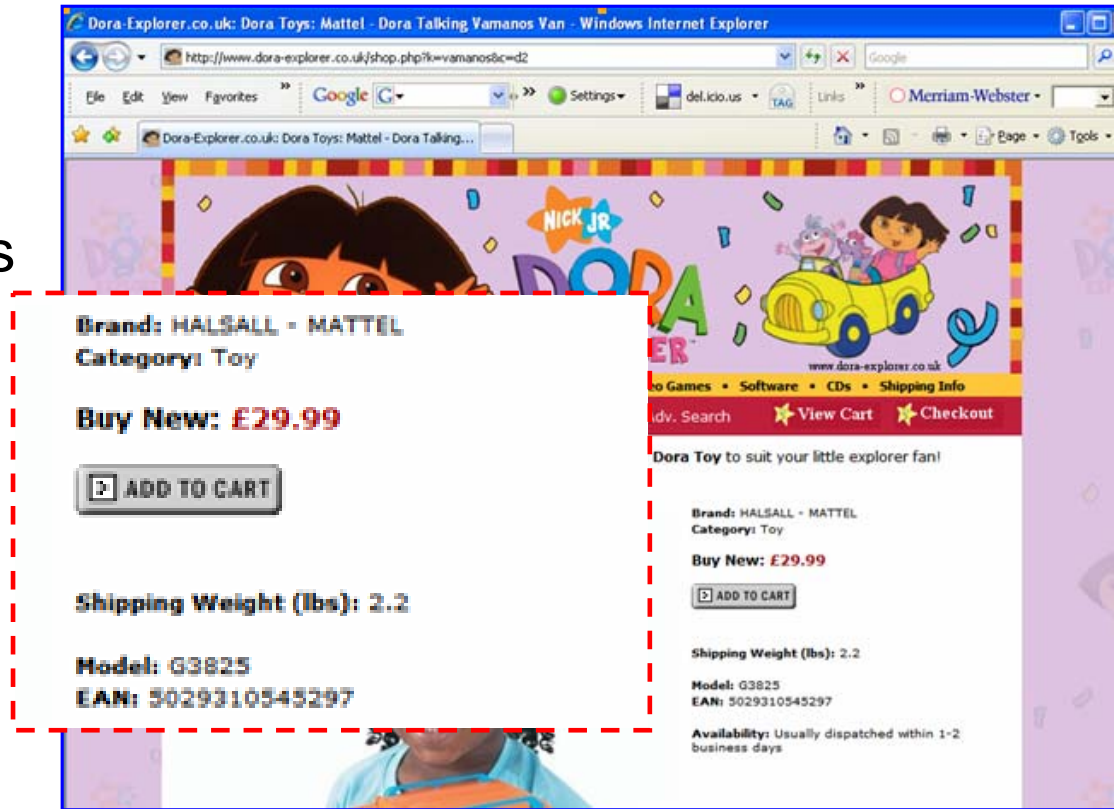 Dora-Explorer.co.uk: Dora Toys: Mattel - Dora Talking Vamanos Van - Windows Internet Explorer
http://www.dora-explorer.co.uk/shop.php?k=vamanos&c=d2
Google
File Edit View Favorites » Google G » Settings del.icio.us TAG Links » Merriam-Webster
Dora-Explorer.co.uk: Dora Toys: Mattel - Dora Talking...
Page Tools
NICK JR
DORA
ER
www.dora-explorer.co.uk
s
eo Games • Software • CDs • Shipping Info
Adv. Search View Cart Checkout
Dora Toy to suit your little explorer fan!
Brand: HALSALL - MATTEL
Category: Toy
Buy New: £29.99
ADD TO CART
Shipping Weight (lbs): 2.2
Model: G3825
EAN: 5029310545297
Brand: HALSALL - MATTEL
Category: Toy
Buy New: £29.99
ADD TO CART
Shipping Weight (lbs): 2.2
Model: G3825
EAN: 5029310545297
Availability: Usually dispatched within 1-2
business days